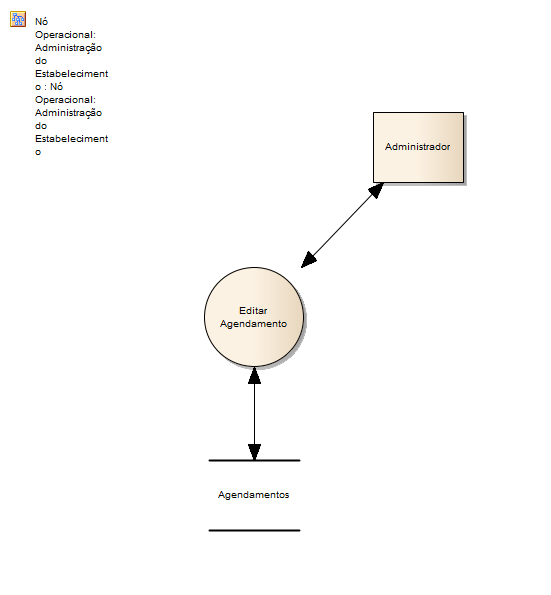 Nó
Operacional:
Administração
do
Estabeleciment
o : Nó
Operacional:
Administração
do
Estabeleciment
o
Administrador
Editar
Agendamento
Agendamentos